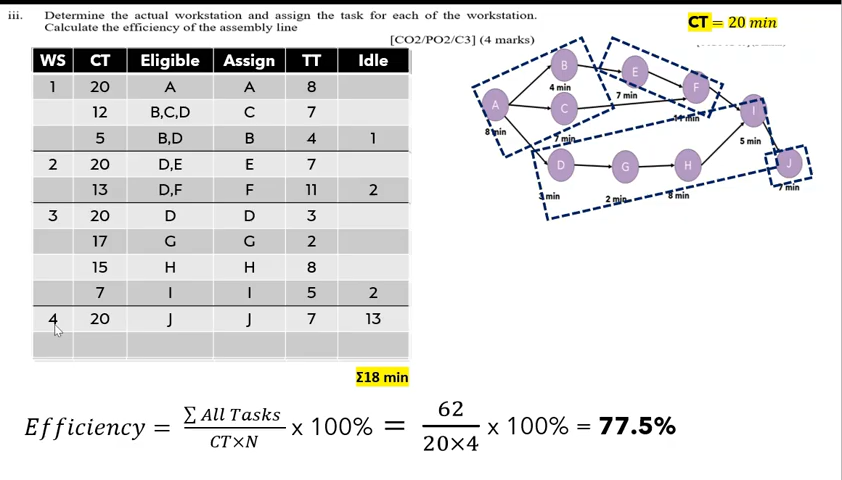 iii. Determine the actual workstation and assign the task for each of the workstation.
Calculate the efficiency of the assembly line
[CO2/PO2/C3] (4 marks)
CT = 20 min
WS CT Eligible Assign TT Idle
1 20 A A 8
12 B,C,D C 7
5 B,D B 4 1
2 20 D,E E 7
13 D,F F 11 2
3 20 D D 3
17 G G 2
15 H H 8
7 I I 5 2
4 20 J J 7 13
Σ18 min
B
4 min
E
7 min
F
11 min
A
8 min
C
7 min
I
5 min
D
min
G
2 min
H
8 min
J
7 min
Efficiency = ∑ All Tasks / CT×N x 100% = 62 / 20×4 x 100% = 77.5%